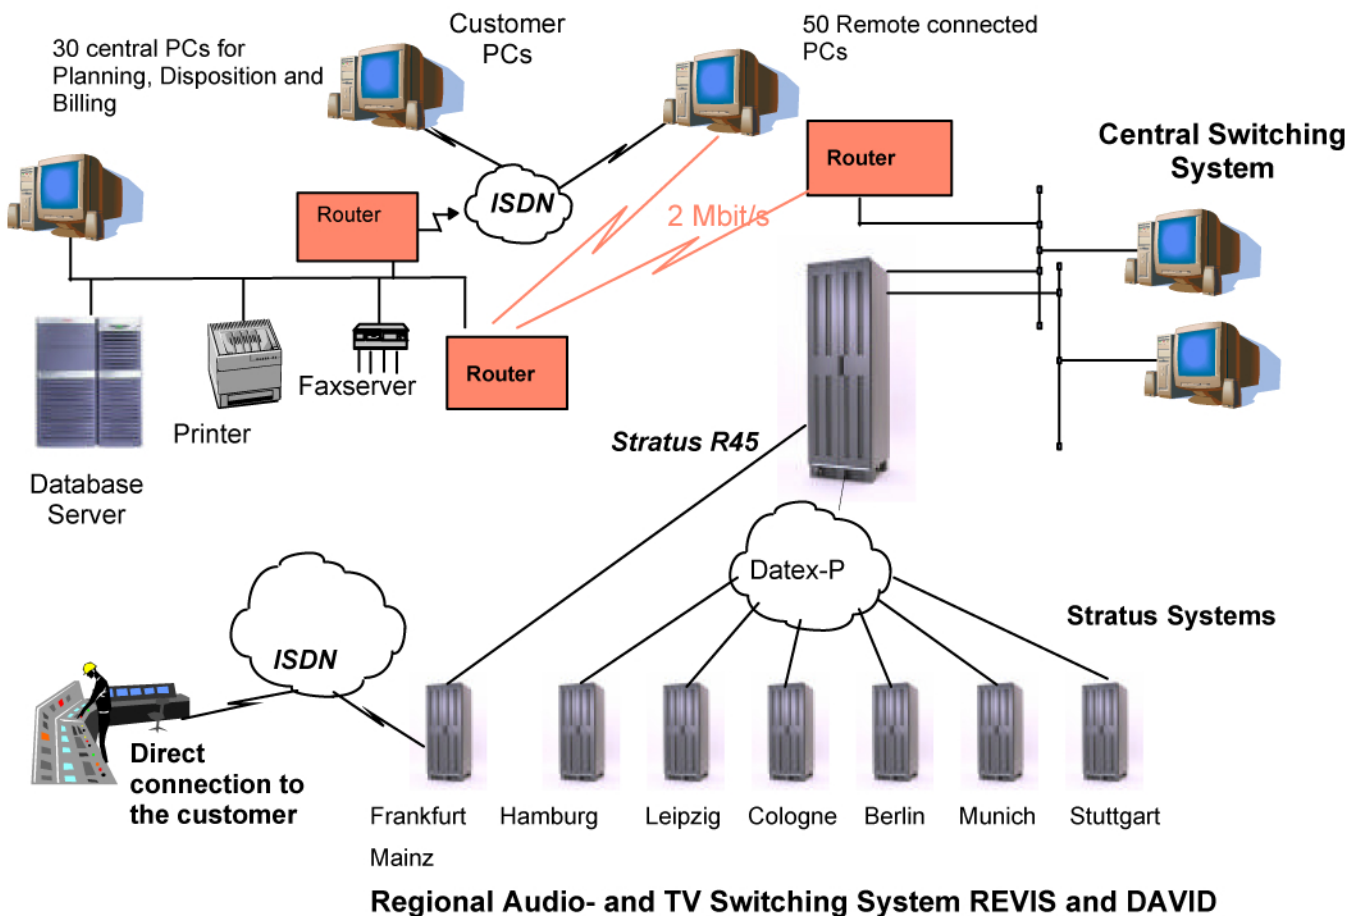 30 central PCs for
Planning, Disposition and
Billing
Customer
PCs
50 Remote connected
PCs
Router
Central Switching
System
Router
ISDN
2 Mbit/s
Router
Faxserver
Printer
Database
Server
Stratus R45
Datex-P
Stratus Systems
ISDN
Direct
connection to
the customer
Frankfurt
Mainz
Hamburg
Leipzig
Cologne
Berlin
Munich
Stuttgart
Regional Audio- and TV Switching System REVIS and DAVID